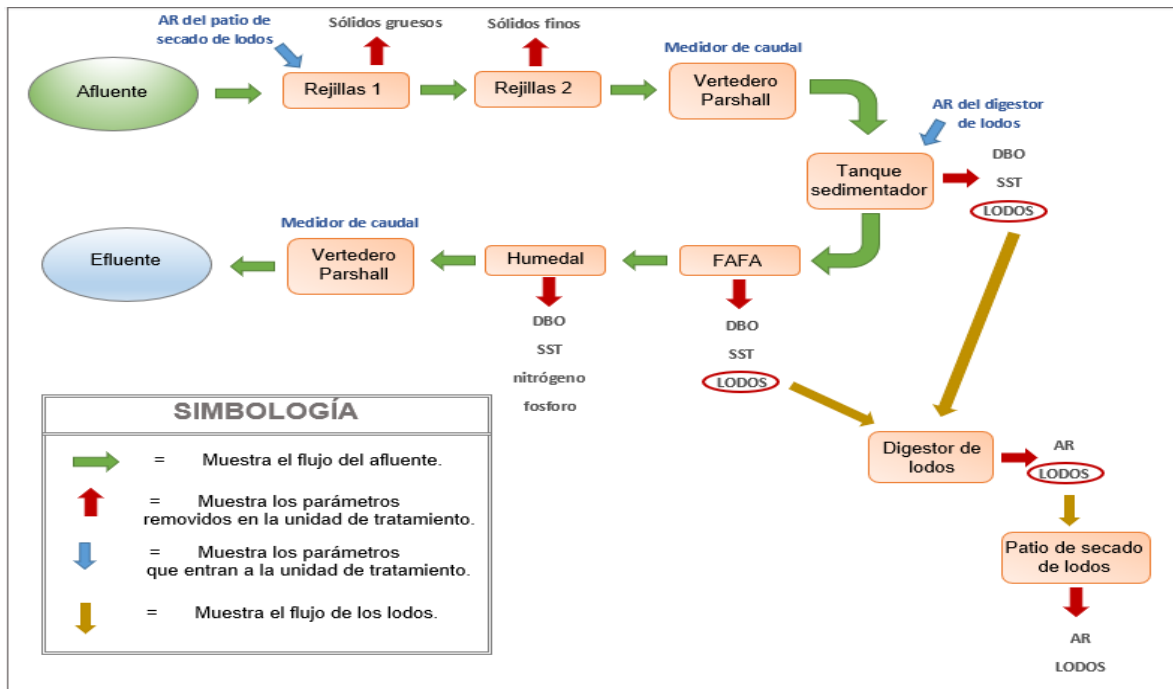 AR del patio de
secado de lodos
Sólidos gruesos
Sólidos finos
Medidor de caudal
Afluente
Rejillas 1
Rejillas 2
Vertedero
Parshall
AR del digestor
de lodos
Tanque
sedimentador
DBO
SST
LODOS
Medidor de caudal
Efluente
Vertedero
Parshall
Humedal
FAFA
DBO
SST
nitrógeno
fosforo
DBO
SST
LODOS
Digestor de
lodos
AR
LODOS
Patio de secado
de lodos
AR
LODOS
SIMBOLOGÍA
= Muestra el flujo del afluente.
= Muestra los parámetros
removidos en la unidad de tratamiento.
= Muestra los parámetros
que entran a la unidad de tratamiento.
= Muestra el flujo de los lodos.